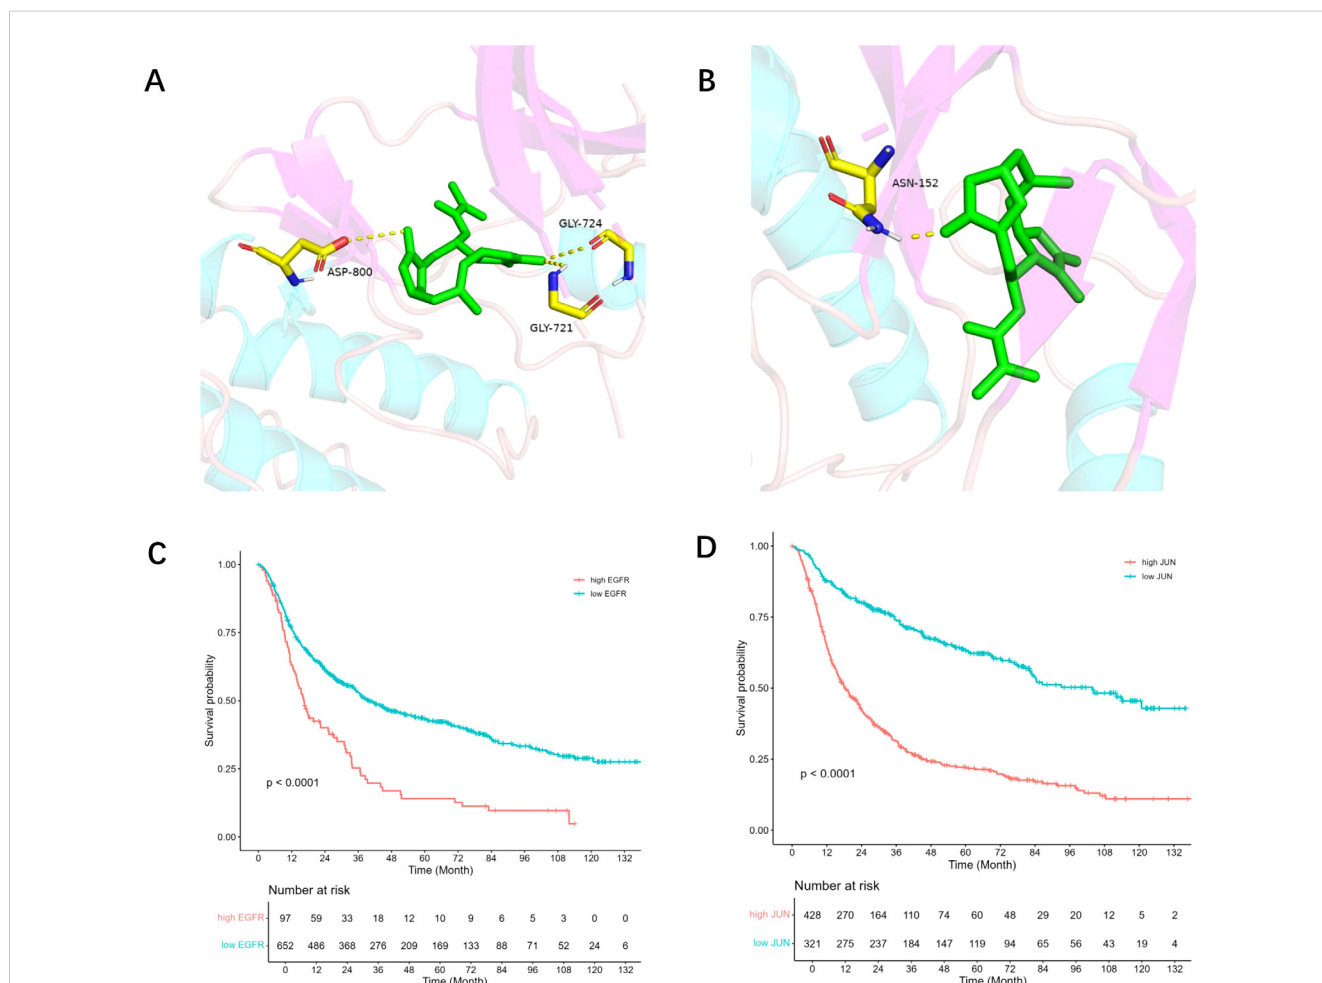 A
B
ASP-800
GLY-724
GLY-721
ASN-152
C
high EGFR
low EGFR
Survival probability
1.00
0.75
0.50
0.25
0.00
p < 0.0001
0 12 24 36 48 60 72 84 96 108 120 132
Time (Month)
Number at risk
high EGFR 97 59 33 18 12 10 9 6 5 3 0 0
low EGFR 652 486 368 276 209 169 133 88 71 52 24 6
0 12 24 36 48 60 72 84 96 108 120 132
Time (Month)
D
high JUN
low JUN
Survival probability
1.00
0.75
0.50
0.25
0.00
p < 0.0001
0 12 24 36 48 60 72 84 96 108 120 132
Time (Month)
Number at risk
high JUN 428 270 164 110 74 60 48 29 20 12 5 2
low JUN 321 275 237 184 147 119 94 65 56 43 19 4
0 12 24 36 48 60 72 84 96 108 120 132
Time (Month)